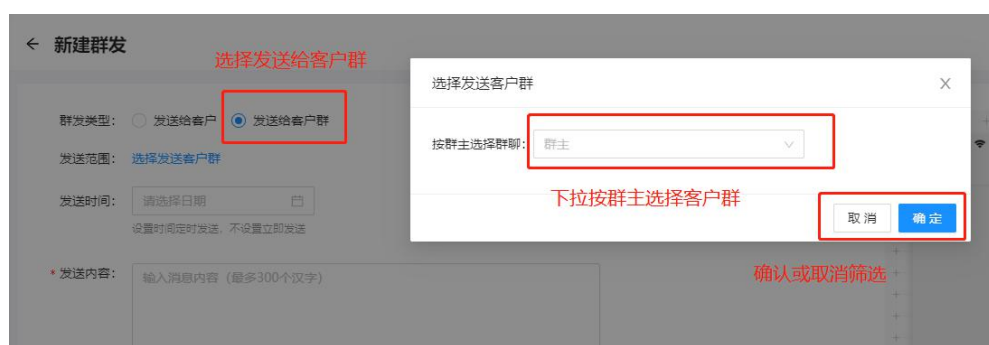 ← 新建群发
选择发送给客户群
群发类型: 发送给客户 发送给客户群
发送范围: 选择发送客户群
发送时间: 请选择日期
设置时间定时发送，不设置立即发送
* 发送内容: 输入消息内容（最多300个汉字）
选择发送客户群
按群主选择群聊: 群主
下拉按群主选择客户群
取消 确定
确认或取消筛选